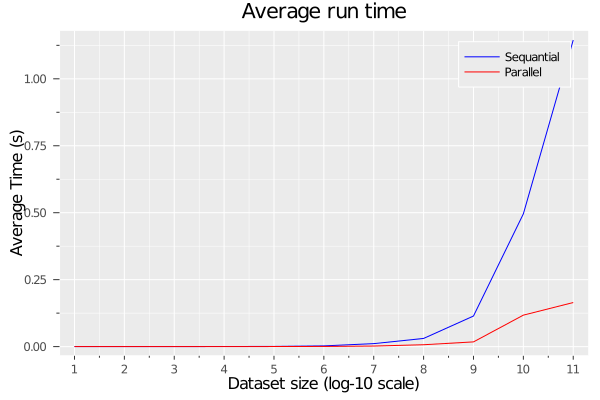 Average run time
Sequantial
Parallel
1.00
0.75
0.50
0.25
0.00
Average Time (s)
1 2 3 4 5 6 7 8 9 10 11
Dataset size (log-10 scale)